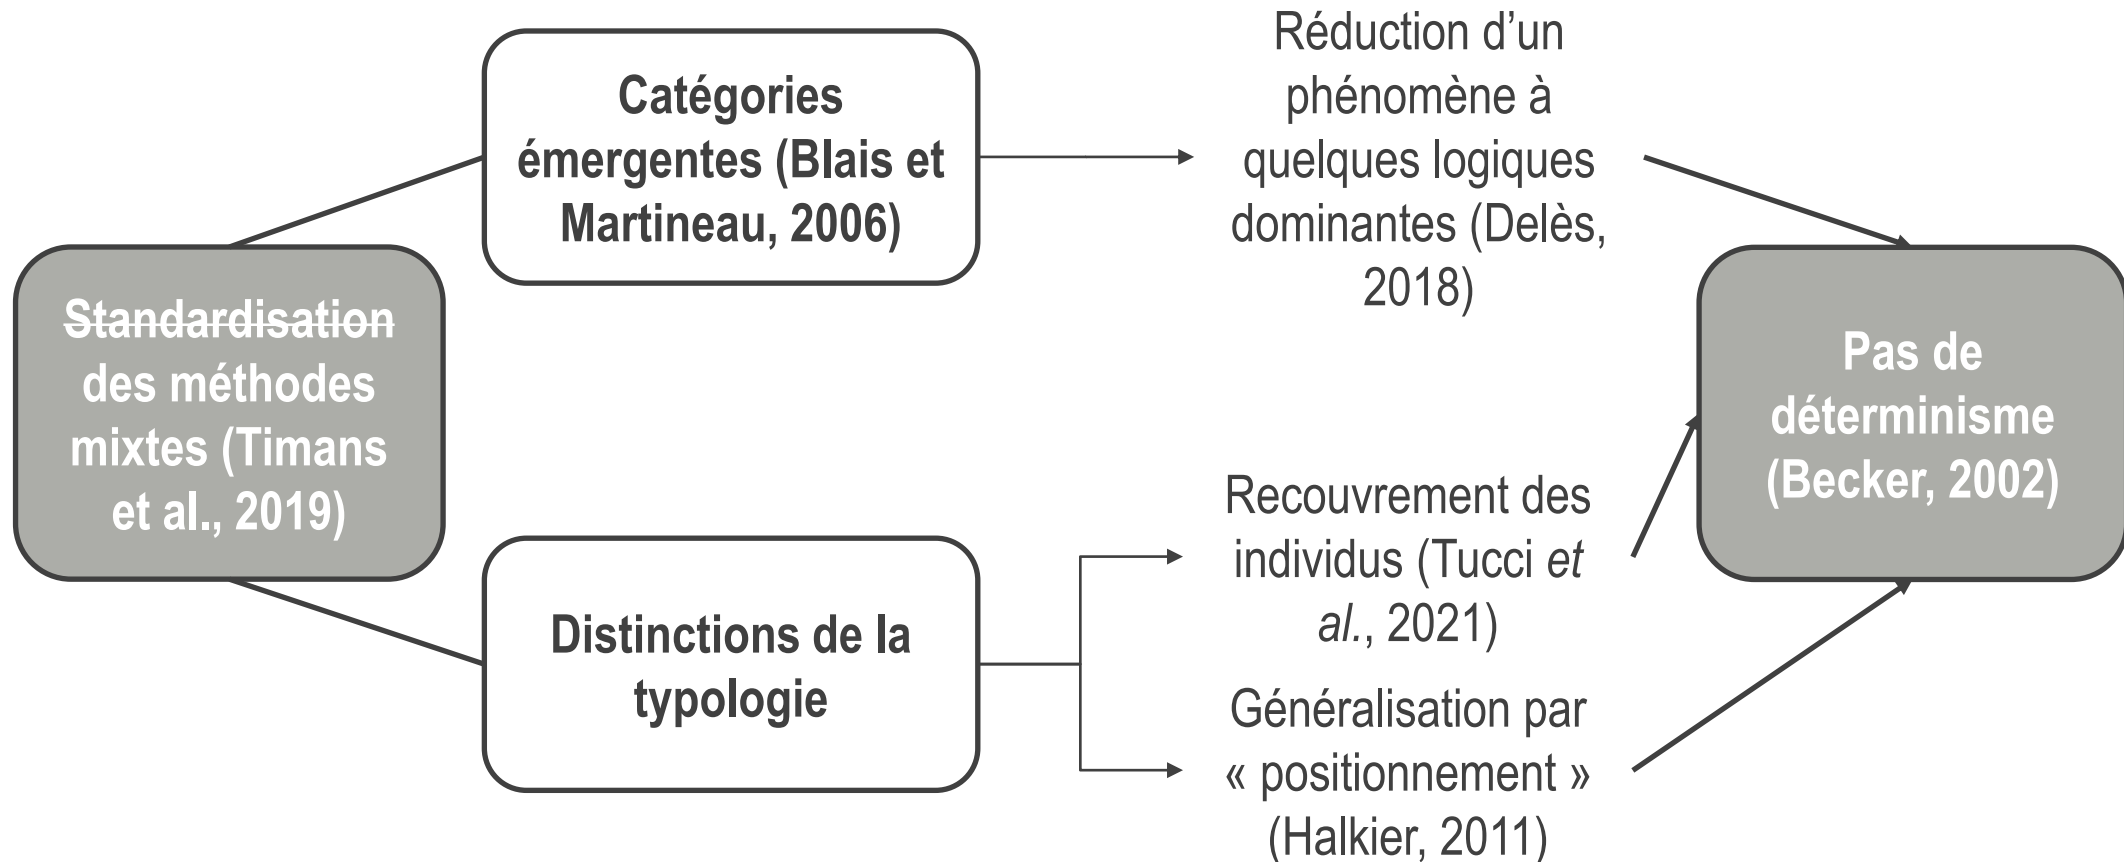 Catégories
émergentes (Blais et
Martineau, 2006)
Réduction d’un
phénomène à
quelques logiques
dominantes (Delès,
2018)
Standardisation
des méthodes
mixtes (Timans
et al., 2019)
Pas de
déterminisme
(Becker, 2002)
Distinctions de la
typologie
Recouvrement des
individus (Tucci et
al., 2021)
Généralisation par
« positionnement »
(Halkier, 2011)